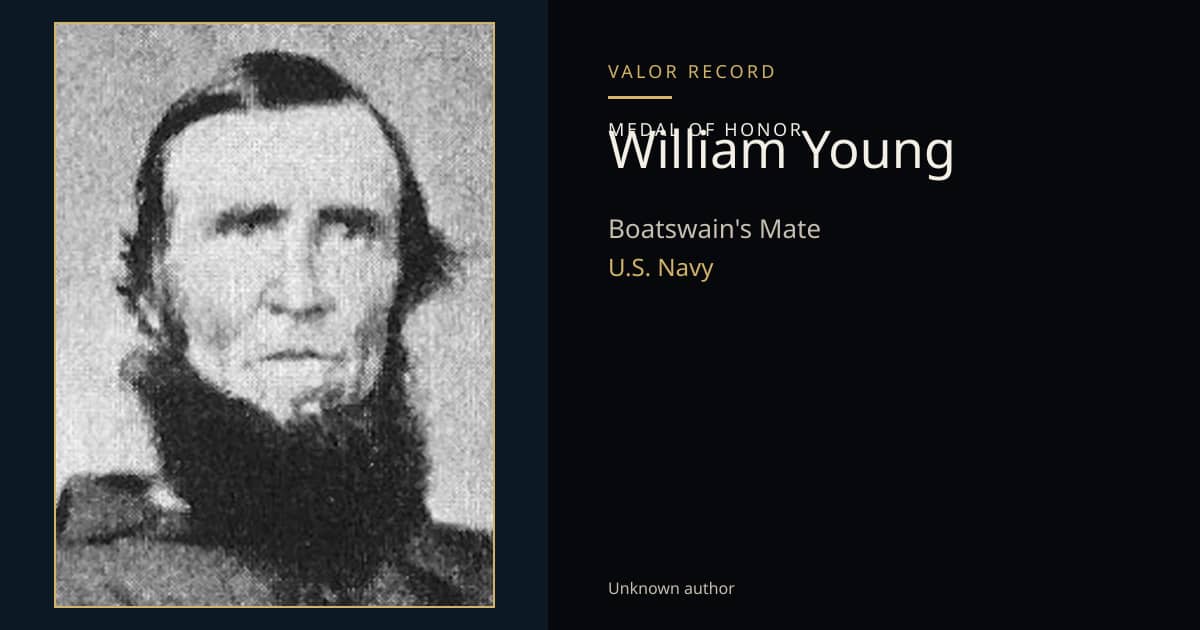 VALOR RECORD
MEDAL OF HONOR
William Young
Boatswain's Mate
U.S. Navy
Unknown author